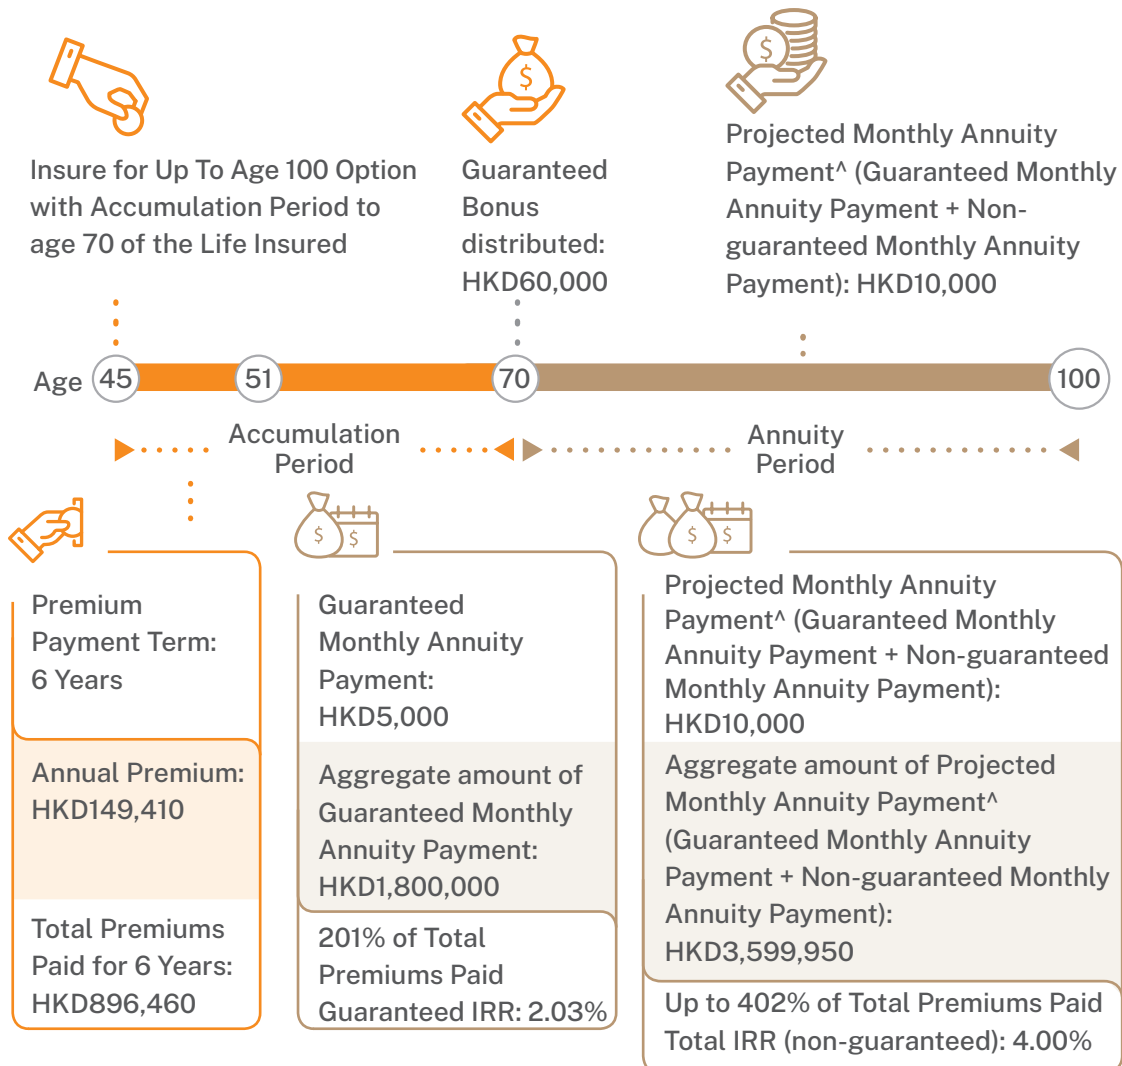 Insure for Up To Age 100 Option
with Accumulation Period to
age 70 of the Life Insured
$
Guaranteed
Bonus
distributed:
HKD60,000
$
Projected Monthly Annuity
Payment^ (Guaranteed Monthly
Annuity Payment + Non-
guaranteed Monthly Annuity
Payment): HKD10,000
Age 45 51 70 100
Accumulation
Period
Annuity
Period
Premium
Payment Term:
6 Years
Annual Premium:
HKD149,410
Total Premiums
Paid for 6 Years:
HKD896,460
$ $
Guaranteed
Monthly Annuity
Payment:
HKD5,000
Aggregate amount of
Guaranteed Monthly
Annuity Payment:
HKD1,800,000
201% of Total
Premiums Paid
Guaranteed IRR: 2.03%
$ $
Projected Monthly Annuity
Payment^ (Guaranteed Monthly
Annuity Payment + Non-guaranteed
Monthly Annuity Payment):
HKD10,000
Aggregate amount of Projected
Monthly Annuity Payment^
(Guaranteed Monthly Annuity
Payment + Non-guaranteed Monthly
Annuity Payment):
HKD3,599,950
Up to 402% of Total Premiums Paid
Total IRR (non-guaranteed): 4.00%